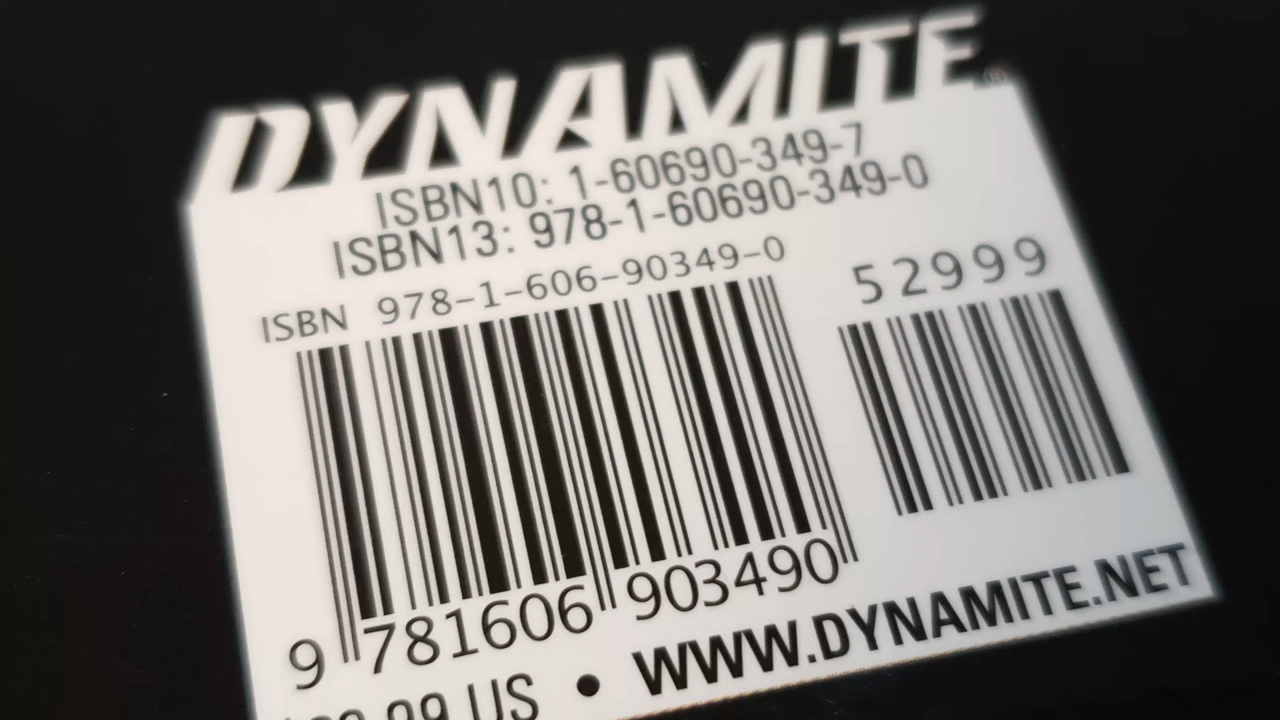 DYNAMITE®
ISBN10: 1-60690-349-7
ISBN13: 978-1-60690-349-0
ISBN 978-1-606-90349-0
52999
9 781606 903490
US • WWW.DYNAMITE.NET